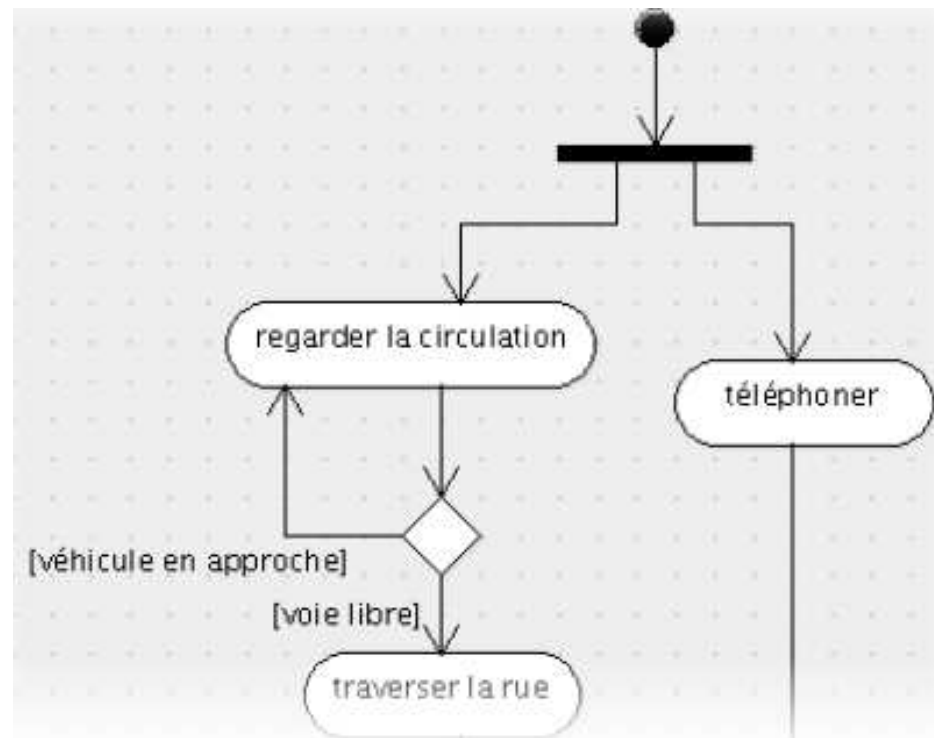 regarder la circulation
téléphoner
[véhicule en approche]
[voie libre]
traverser la rue